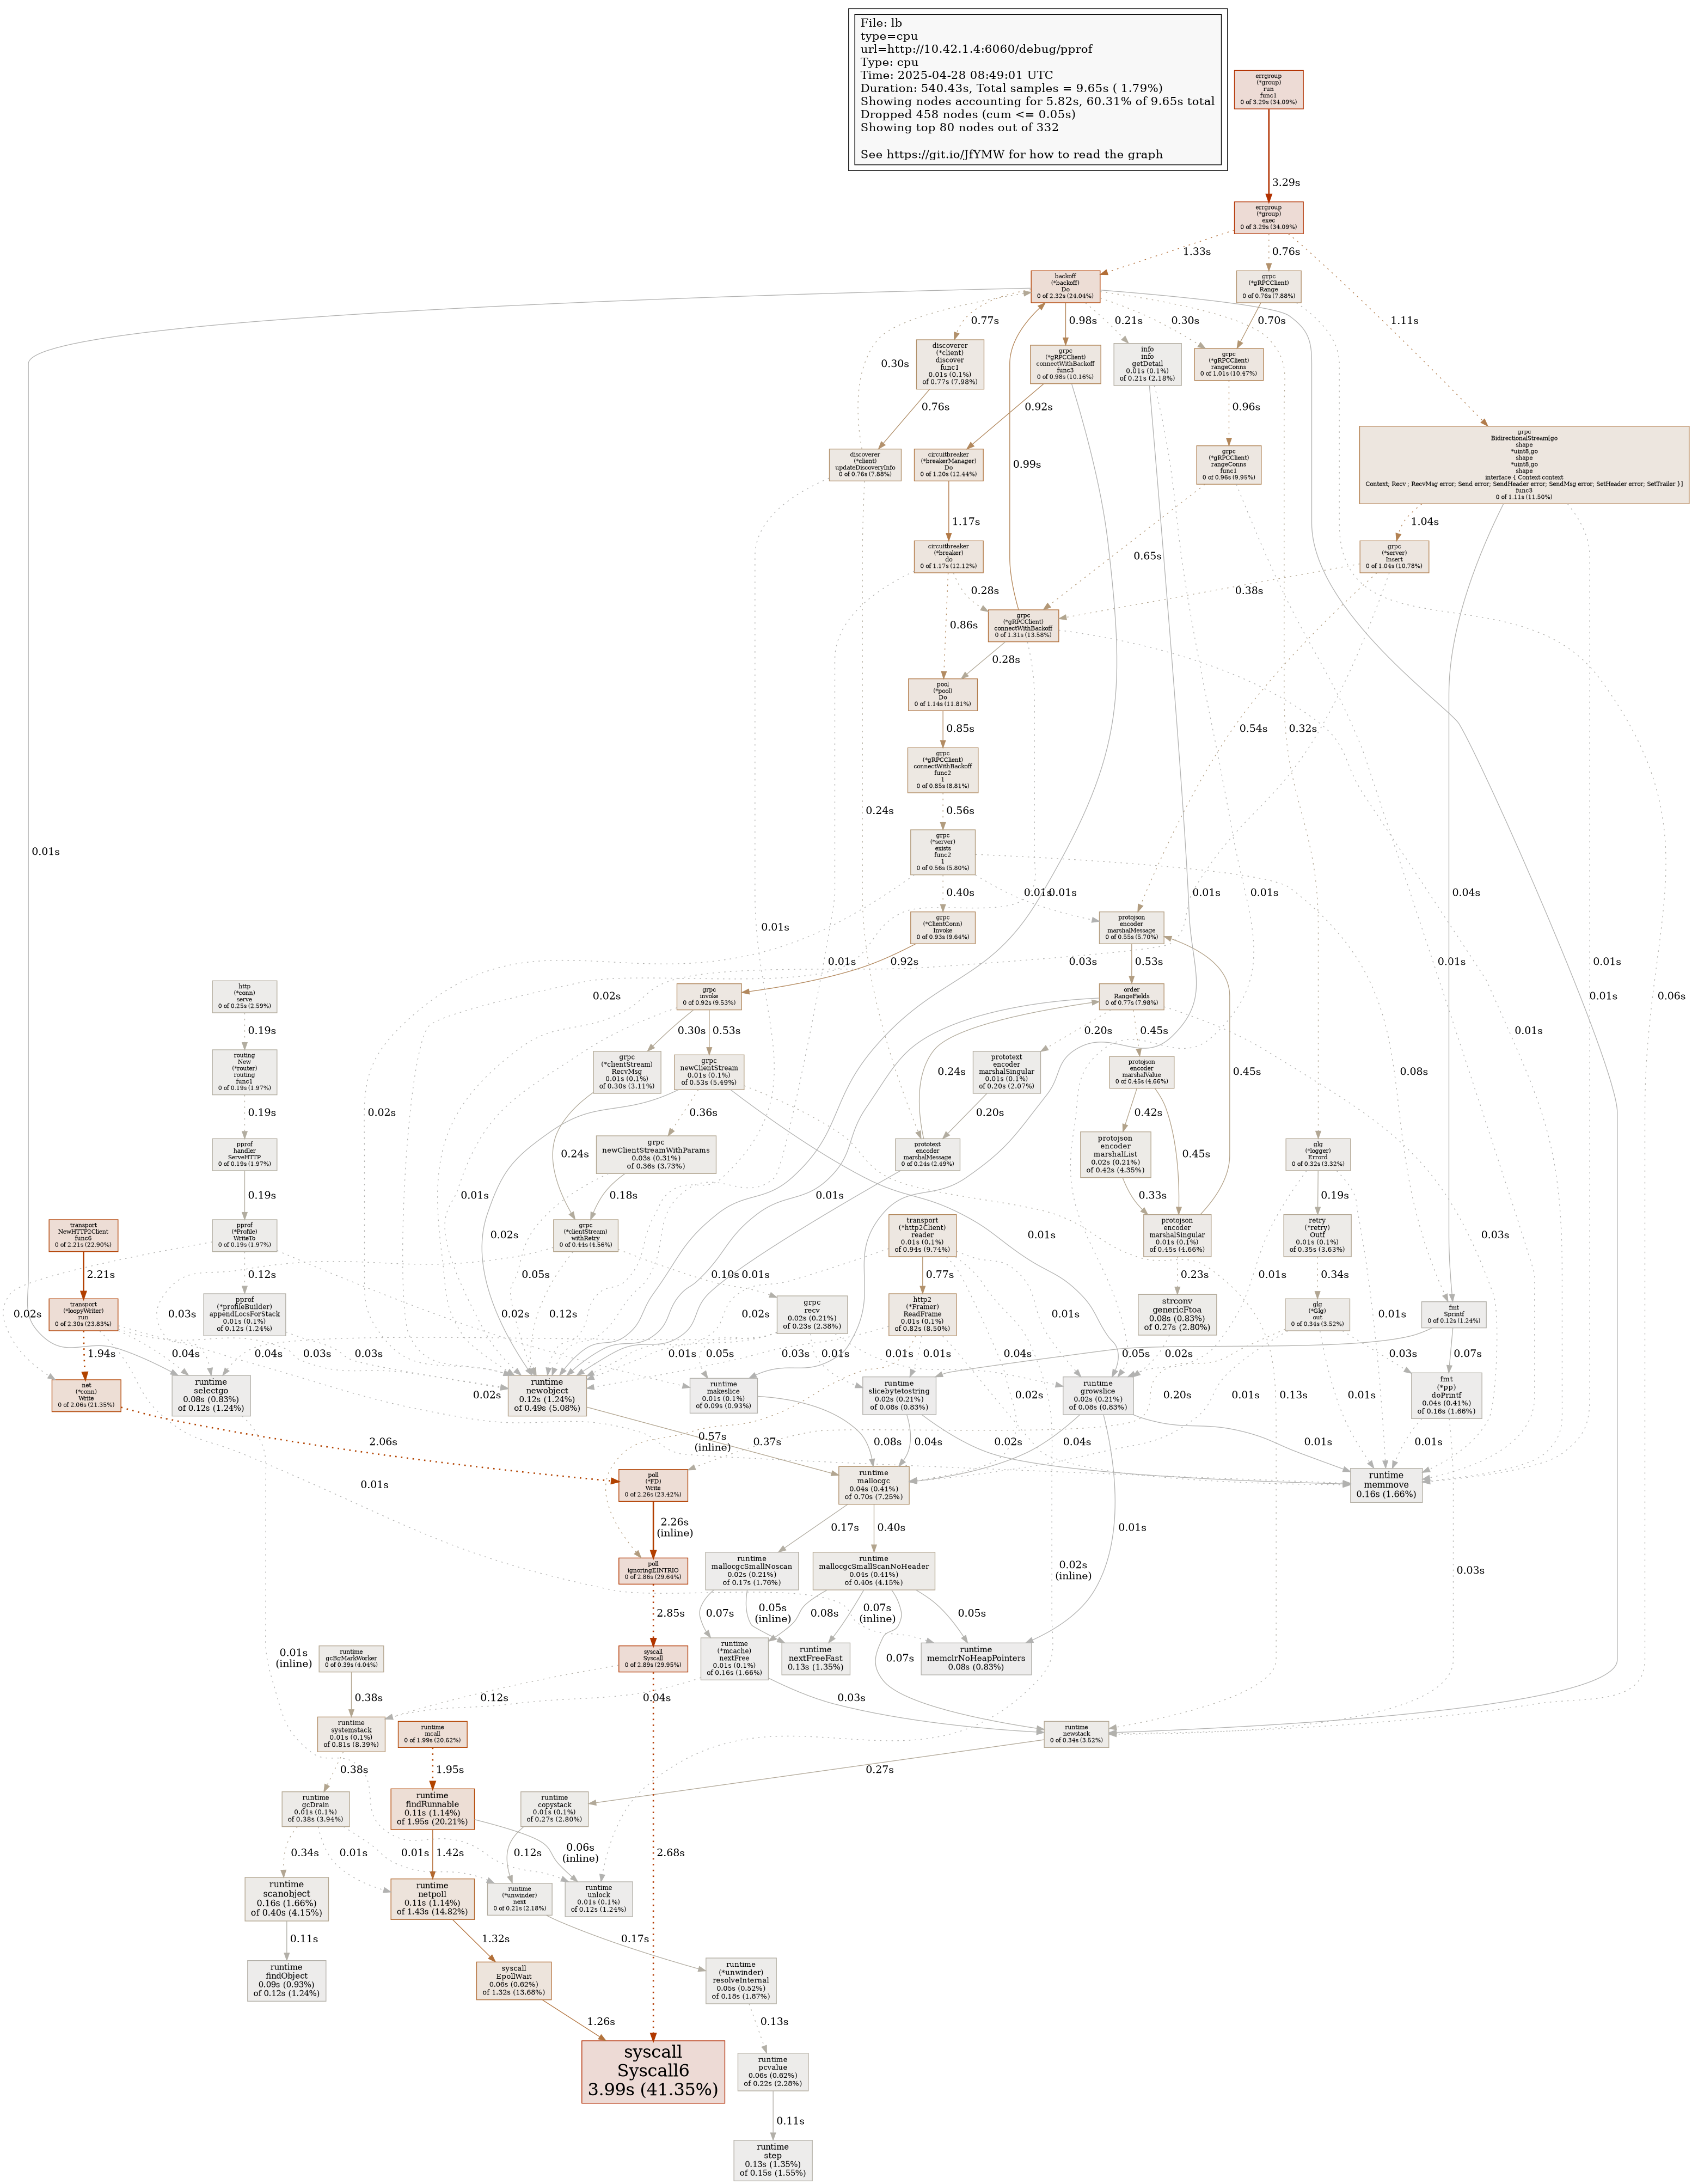 File: lb
type=cpu
url=http://10.42.1.4:6060/debug/pprof
Type: cpu
Time: 2025-04-28 08:49:01 UTC
Duration: 540.43s, Total samples = 9.65s ( 1.79%)
Showing nodes accounting for 5.82s, 60.31% of 9.65s total
Dropped 458 nodes (cum <= 0.05s)
Showing top 80 nodes out of 332
See https://git.io/JfYMW for how to read the graph
errgroup
(*group)
run
func1
0 of 3.29s (34.09%)
3.29s
errgroup
(*group)
exec
0 of 3.29s (34.09%)
1.33s
0.76s
1.11s
backoff
(*backoff)
Do
0 of 2.32s (24.04%)
grpc
(*gRPCClient)
Range
0 of 0.76s (7.88%)
0.77s
0.98s
0.21s
0.30s
0.70s
0.30s
discoverer
(*client)
discover
func1
0.01s (0.1%)
of 0.77s (7.98%)
grpc
(*gRPCClient)
connectWithBackoff
func3
0 of 0.98s (10.16%)
info
info
getDetail
0.01s (0.1%)
of 0.21s (2.18%)
grpc
(*gRPCClient)
rangeConns
0 of 1.01s (10.47%)
0.76s
0.92s
0.96s
0.99s
discoverer
(*client)
updateDiscoveryInfo
0 of 0.76s (7.88%)
circuitbreaker
(*breakerManager)
Do
0 of 1.20s (12.44%)
grpc
(*gRPCClient)
rangeConns
func1
0 of 0.96s (9.95%)
grpc
BidirectionalStream[go
shape
*uint8,go
shape
*uint8,go
shape
interface { Context context
Context; Recv ; RecvMsg error; Send error; SendHeader error; SendMsg error; SetHeader error; SetTrailer }]
func3
0 of 1.11s (11.50%)
1.17s
0.65s
1.04s
circuitbreaker
(*breaker)
do
0 of 1.17s (12.12%)
grpc
(*server)
Insert
0 of 1.04s (10.78%)
0.28s
0.38s
0.86s
grpc
(*gRPCClient)
connectWithBackoff
0 of 1.31s (13.58%)
0.28s
pool
(*pool)
Do
0 of 1.14s (11.81%)
0.85s
0.54s
0.32s
grpc
(*gRPCClient)
connectWithBackoff
func2
1
0 of 0.85s (8.81%)
0.24s
0.56s
0.01s
grpc
(*server)
exists
func2
1
0 of 0.56s (5.80%)
0.40s
0.01s
0.01s
0.01s
0.01s
0.04s
0.01s
grpc
(*ClientConn)
Invoke
0 of 0.93s (9.64%)
protojson
encoder
marshalMessage
0 of 0.55s (5.70%)
0.01s
0.92s
0.03s
0.53s
0.01s
0.01s
http
(*conn)
serve
0 of 0.25s (2.59%)
0.02s
grpc
invoke
0 of 0.92s (9.53%)
order
RangeFields
0 of 0.77s (7.98%)
0.01s
0.06s
0.19s
0.30s
0.53s
0.20s
0.45s
0.01s
routing
New
(*router)
routing
func1
0 of 0.19s (1.97%)
grpc
(*clientStream)
RecvMsg
0.01s (0.1%)
of 0.30s (3.11%)
grpc
newClientStream
0.01s (0.1%)
of 0.53s (5.49%)
prototext
encoder
marshalSingular
0.01s (0.1%)
of 0.20s (2.07%)
protojson
encoder
marshalValue
0 of 0.45s (4.66%)
0.24s
0.45s
0.08s
0.19s
0.02s
0.36s
0.20s
0.42s
pprof
handler
ServeHTTP
0 of 0.19s (1.97%)
0.24s
grpc
newClientStreamWithParams
0.03s (0.31%)
of 0.36s (3.73%)
prototext
encoder
marshalMessage
0 of 0.24s (2.49%)
protojson
encoder
marshalList
0.02s (0.21%)
of 0.42s (4.35%)
0.45s
glg
(*logger)
Errord
0 of 0.32s (3.32%)
0.19s
0.01s
0.18s
0.01s
0.33s
0.19s
transport
NewHTTP2Client
func6
0 of 2.21s (22.90%)
pprof
(*Profile)
WriteTo
0 of 0.19s (1.97%)
0.02s
grpc
(*clientStream)
withRetry
0 of 0.44s (4.56%)
transport
(*http2Client)
reader
0.01s (0.1%)
of 0.94s (9.74%)
0.01s
protojson
encoder
marshalSingular
0.01s (0.1%)
of 0.45s (4.66%)
retry
(*retry)
Outf
0.01s (0.1%)
of 0.35s (3.63%)
0.03s
2.21s
0.12s
0.05s
0.10s
0.01s
0.77s
0.23s
0.01s
0.34s
0.02s
transport
(*loopyWriter)
run
0 of 2.30s (23.83%)
0.03s
pprof
(*profileBuilder)
appendLocsForStack
0.01s (0.1%)
of 0.12s (1.24%)
0.02s
0.12s
0.02s
grpc
recv
0.02s (0.21%)
of 0.23s (2.38%)
http2
(*Framer)
ReadFrame
0.01s (0.1%)
of 0.82s (8.50%)
0.01s
strconv
genericFtoa
0.08s (0.83%)
of 0.27s (2.80%)
glg
(*Glg)
out
0 of 0.34s (3.52%)
0.01s
fmt
Sprintf
0 of 0.12s (1.24%)
1.94s
0.04s
0.04s
0.03s
0.03s
0.01s
0.05s
0.03s
0.01s
0.01s
0.01s
0.04s
0.05s
0.02s
0.03s
0.07s
net
(*conn)
Write
0 of 2.06s (21.35%)
runtime
selectgo
0.08s (0.83%)
of 0.12s (1.24%)
0.02s
runtime
newobject
0.12s (1.24%)
of 0.49s (5.08%)
runtime
makeslice
0.01s (0.1%)
of 0.09s (0.93%)
runtime
slicebytetostring
0.02s (0.21%)
of 0.08s (0.83%)
0.02s
runtime
growslice
0.02s (0.21%)
of 0.08s (0.83%)
0.20s
0.01s
0.13s
0.01s
fmt
(*pp)
doPrintf
0.04s (0.41%)
of 0.16s (1.66%)
2.06s
0.57s
(inline)
0.37s
0.08s
0.04s
0.02s
0.04s
0.01s
0.01s
0.01s
poll
(*FD)
Write
0 of 2.26s (23.42%)
runtime
mallocgc
0.04s (0.41%)
of 0.70s (7.25%)
runtime
memmove
0.16s (1.66%)
2.26s
(inline)
0.17s
0.40s
0.01s
poll
ignoringEINTRIO
0 of 2.86s (29.64%)
runtime
mallocgcSmallNoscan
0.02s (0.21%)
of 0.17s (1.76%)
runtime
mallocgcSmallScanNoHeader
0.04s (0.41%)
of 0.40s (4.15%)
0.02s
(inline)
0.03s
2.85s
0.07s
0.05s
(inline)
0.08s
0.07s
(inline)
0.05s
0.01s
(inline)
runtime
gcBgMarkWorker
0 of 0.39s (4.04%)
syscall
Syscall
0 of 2.89s (29.95%)
runtime
(*mcache)
nextFree
0.01s (0.1%)
of 0.16s (1.66%)
runtime
nextFreeFast
0.13s (1.35%)
0.07s
runtime
memclrNoHeapPointers
0.08s (0.83%)
0.38s
0.12s
0.04s
0.03s
runtime
systemstack
0.01s (0.1%)
of 0.81s (8.39%)
runtime
mcall
0 of 1.99s (20.62%)
runtime
newstack
0 of 0.34s (3.52%)
0.38s
1.95s
0.27s
runtime
gcDrain
0.01s (0.1%)
of 0.38s (3.94%)
runtime
findRunnable
0.11s (1.14%)
of 1.95s (20.21%)
runtime
copystack
0.01s (0.1%)
of 0.27s (2.80%)
0.34s
0.01s
0.01s
1.42s
0.12s
0.06s
(inline)
2.68s
runtime
scanobject
0.16s (1.66%)
of 0.40s (4.15%)
runtime
netpoll
0.11s (1.14%)
of 1.43s (14.82%)
runtime
(*unwinder)
next
0 of 0.21s (2.18%)
runtime
unlock
0.01s (0.1%)
of 0.12s (1.24%)
0.11s
1.32s
0.17s
runtime
findObject
0.09s (0.93%)
of 0.12s (1.24%)
syscall
EpollWait
0.06s (0.62%)
of 1.32s (13.68%)
runtime
(*unwinder)
resolveInternal
0.05s (0.52%)
of 0.18s (1.87%)
1.26s
0.13s
syscall
Syscall6
3.99s (41.35%)
runtime
pcvalue
0.06s (0.62%)
of 0.22s (2.28%)
0.11s
runtime
step
0.13s (1.35%)
of 0.15s (1.55%)